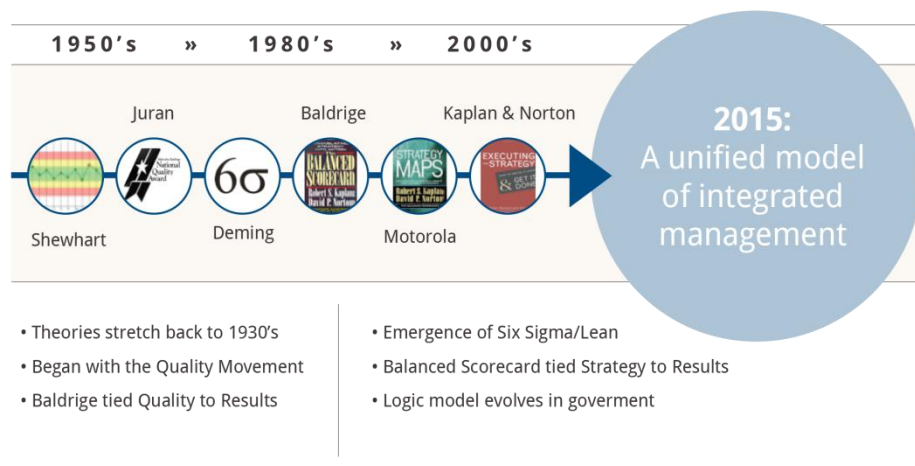 1950’s » 1980’s » 2000’s
Juran Baldrige Kaplan & Norton
National
Quality
Award
6σ
BALANCED
SCORECARD
Robert S. Kaplan
David P. Norton
STRATEGY
MAPS
Robert S. Kaplan
David P. Norton
EXECUTING
STRATEGY
& GET IT
DONE
Shewhart Deming Motorola
2015:
A unified model
of integrated
management
• Theories stretch back to 1930’s
• Began with the Quality Movement
• Baldrige tied Quality to Results
• Emergence of Six Sigma/Lean
• Balanced Scorecard tied Strategy to Results
• Logic model evolves in goverment